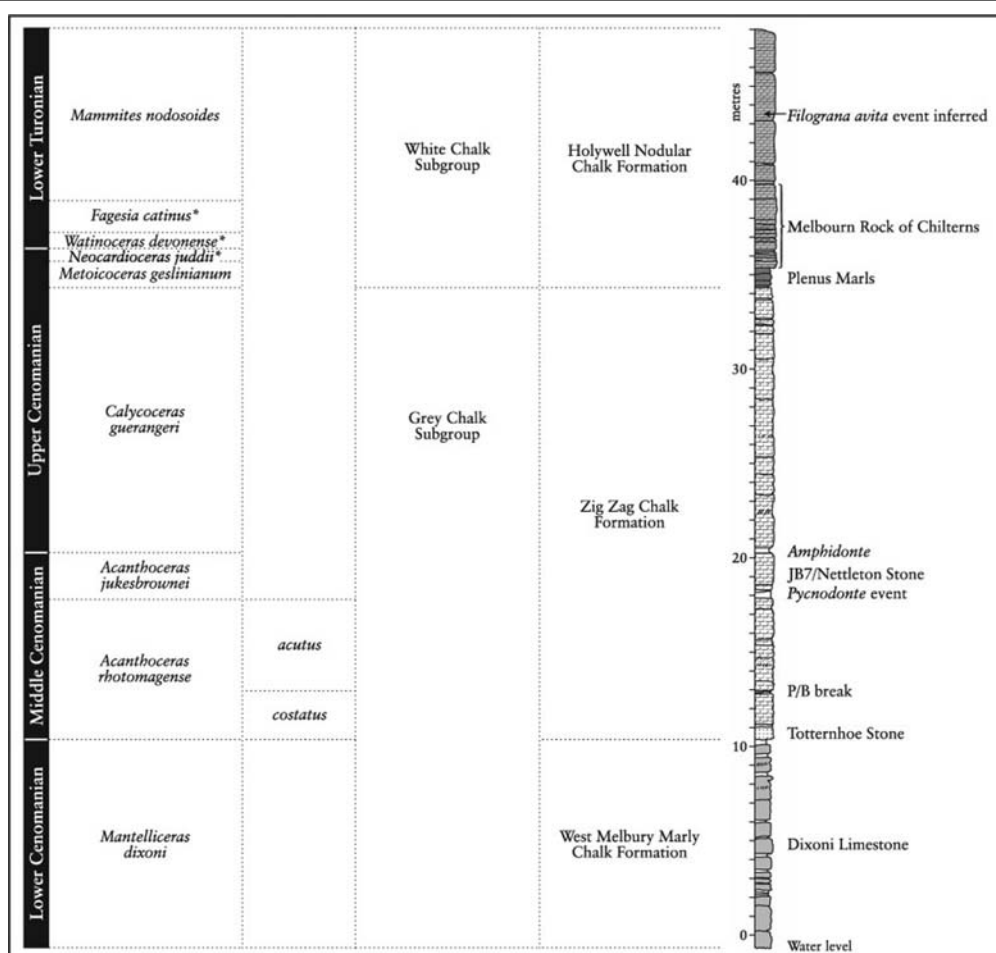 Lower Turonian
Upper Cenomanian
Middle Cenomanian
Lower Cenomanian
Mammites nodosoides
Fagesia catinus*
Watinoceras devonense*
Neocardioceras juddii*
Metoicoceras geslinianum
Calycoceras
guerangeri
Acanthoceras
jukesbrownei
Acanthoceras
rhotomagense
Mantelliceras
dixoni
acutus
costatus
White Chalk
Subgroup
Grey Chalk
Subgroup
Holywell Nodular
Chalk Formation
Zig Zag Chalk
Formation
West Melbury Marly
Chalk Formation
metres
40
30
20
10
0
Filograna avita event inferred
Melbourn Rock of Chilterns
Plenus Marls
Amphidonte
JB7/Nettleton Stone
Pycnodonte event
P/B break
Totternhoe Stone
Dixoni Limestone
Water level